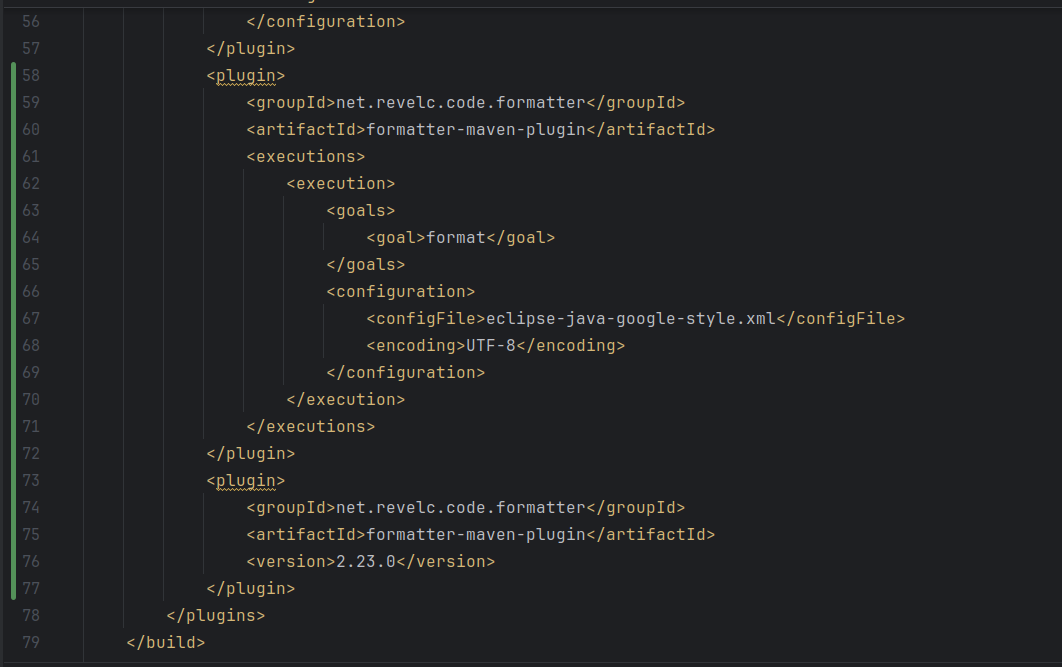 56 </configuration>
57 </plugin>
58 <plugin>
59 <groupId>net.revelc.code.formatter</groupId>
60 <artifactId>formatter-maven-plugin</artifactId>
61 <executions>
62 <execution>
63 <goals>
64 <goal>format</goal>
65 </goals>
66 <configuration>
67 <configFile>eclipse-java-google-style.xml</configFile>
68 <encoding>UTF-8</encoding>
69 </configuration>
70 </execution>
71 </executions>
72 </plugin>
73 <plugin>
74 <groupId>net.revelc.code.formatter</groupId>
75 <artifactId>formatter-maven-plugin</artifactId>
76 <version>2.23.0</version>
77 </plugin>
78 </plugins>
79 </build>